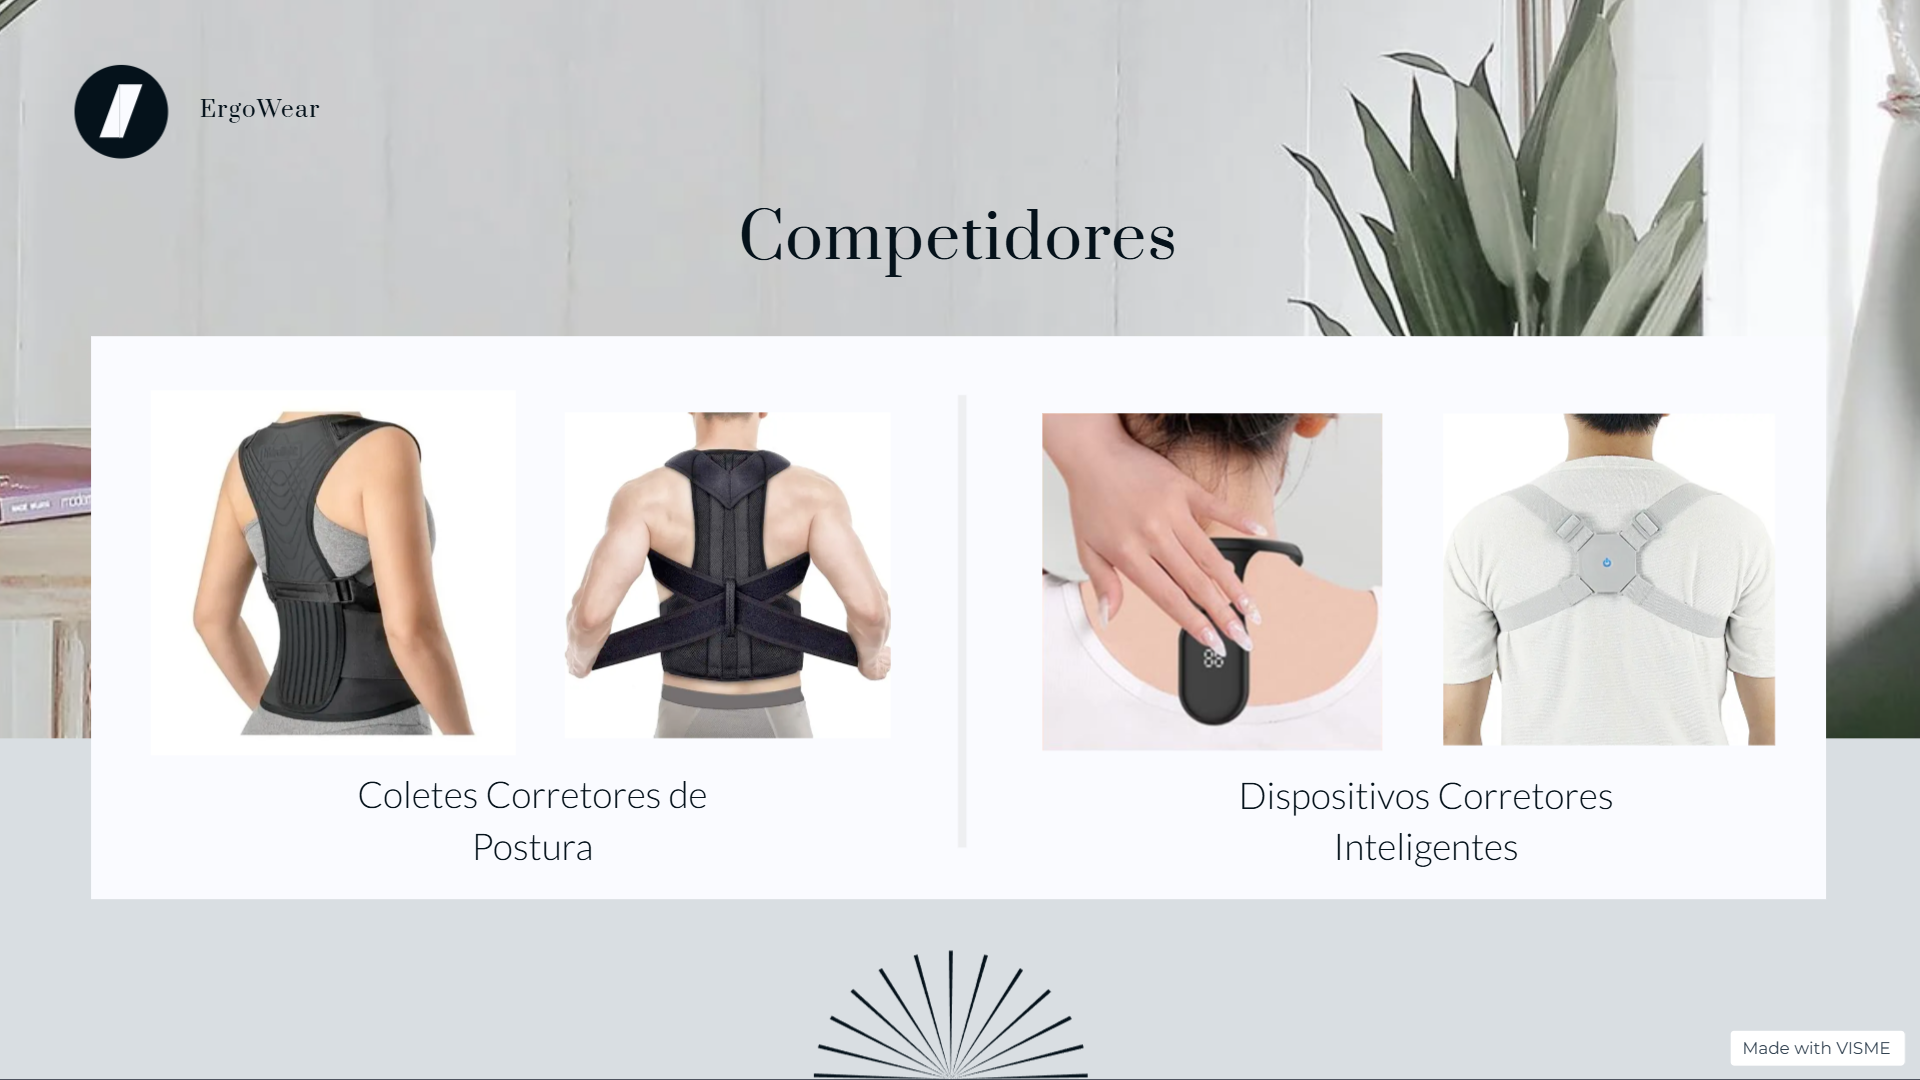 ErgoWear
Competidores
Coletes Corretores de
Postura
Dispositivos Corretores
Inteligentes
Made with VISME